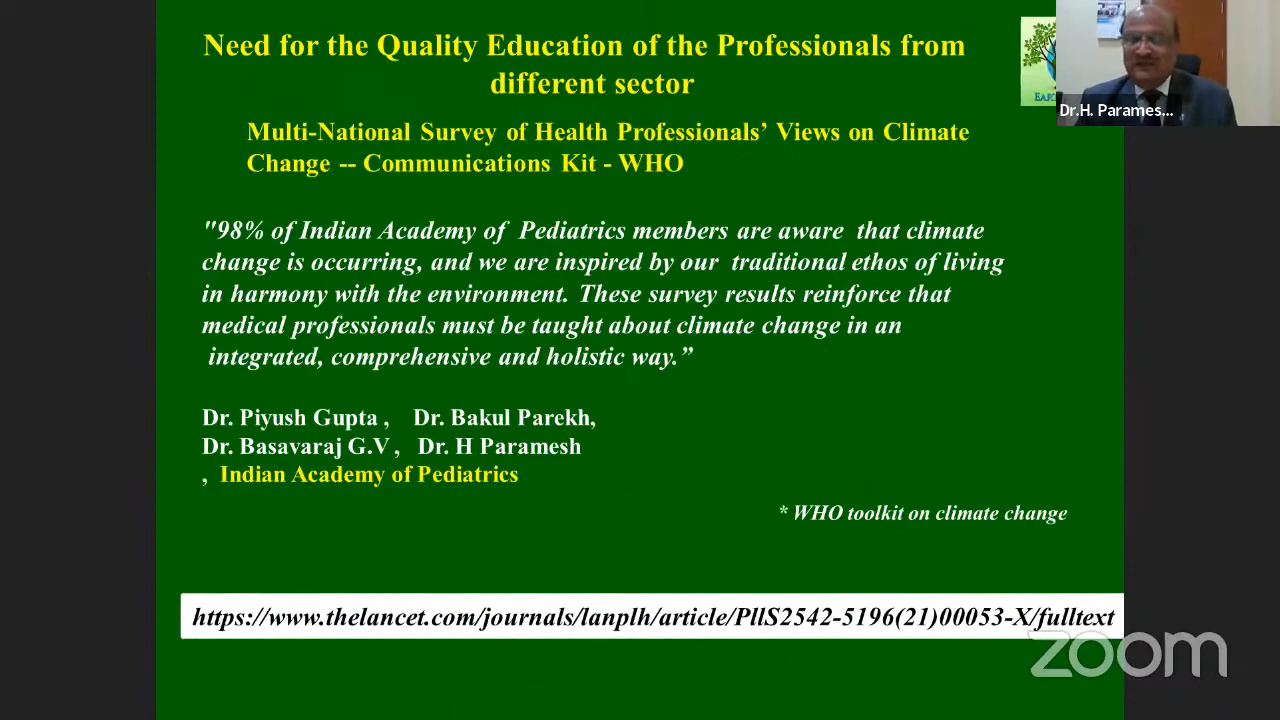 Need for the Quality Education of the Professionals from
different sector
Dr.H. Parames...
Multi-National Survey of Health Professionals’ Views on Climate
Change -- Communications Kit - WHO
"98% of Indian Academy of Pediatrics members are aware that climate
change is occurring, and we are inspired by our traditional ethos of living
in harmony with the environment. These survey results reinforce that
medical professionals must be taught about climate change in an
integrated, comprehensive and holistic way.”
Dr. Piyush Gupta , Dr. Bakul Parekh,
Dr. Basavaraj G.V , Dr. H Paramesh
, Indian Academy of Pediatrics
* WHO toolkit on climate change
https://www.thelancet.com/journals/lanplh/article/PllS2542-5196(21)00053-X/fulltext
zoom